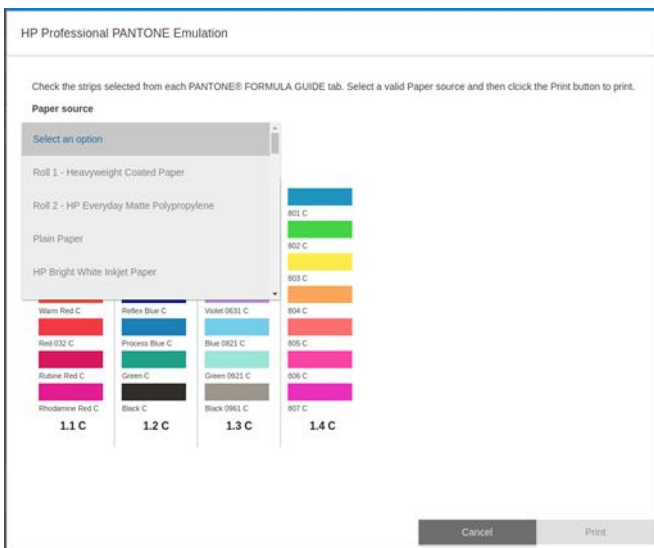 HP Professional PANTONE Emulation
Check the strips selected from each PANTONE® FORMULA GUIDE tab. Select a valid Paper source and then clcick the Print button to print.
Paper source
Select an option
Roll 1 - Heavyweight Coated Paper
Roll 2 - HP Everyday Matte Polypropylene
Plain Paper
HP Bright White Inkjet Paper
801 C
802 C
803 C
Warm Red C Reflex Blue C Violet 0631 C 804 C
Red 032 C Process Blue C Blue 0821 C 805 C
Rubine Red C Green C Green 0921 C 806 C
Rhodamine Red C Black C Black 0961 C 807 C
1.1 C 1.2 C 1.3 C 1.4 C
Cancel Print